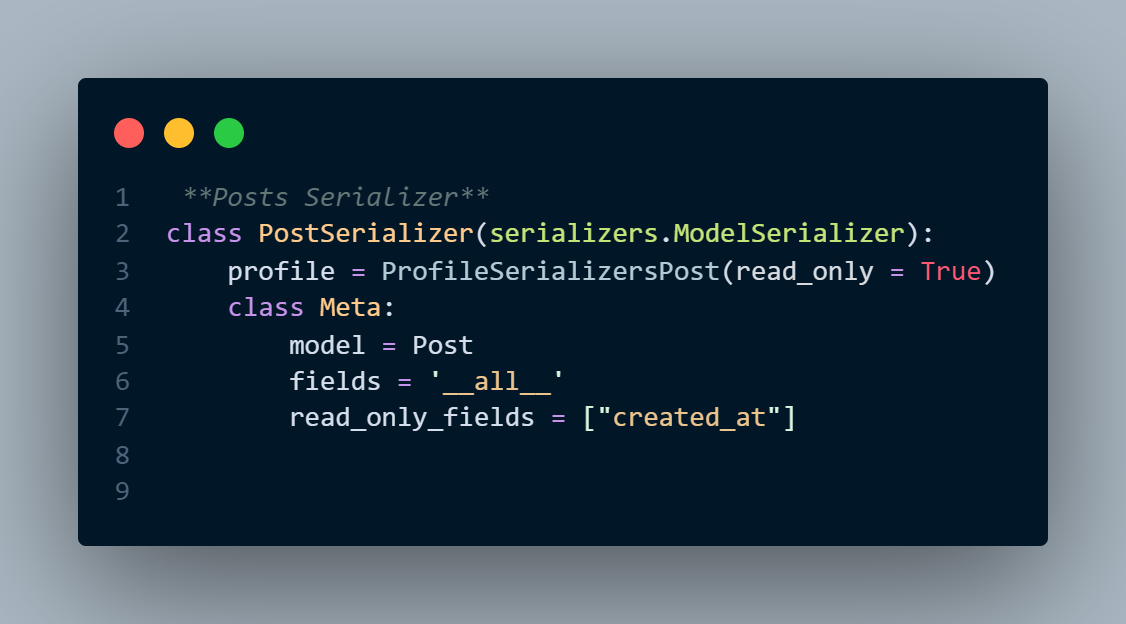 1 **Posts Serializer**
2 class PostSerializer(serializers.ModelSerializer):
3     profile = ProfileSerializersPost(read_only = True)
4     class Meta:
5         model = Post
6         fields = '__all__'
7         read_only_fields = ["created_at"]
8
9